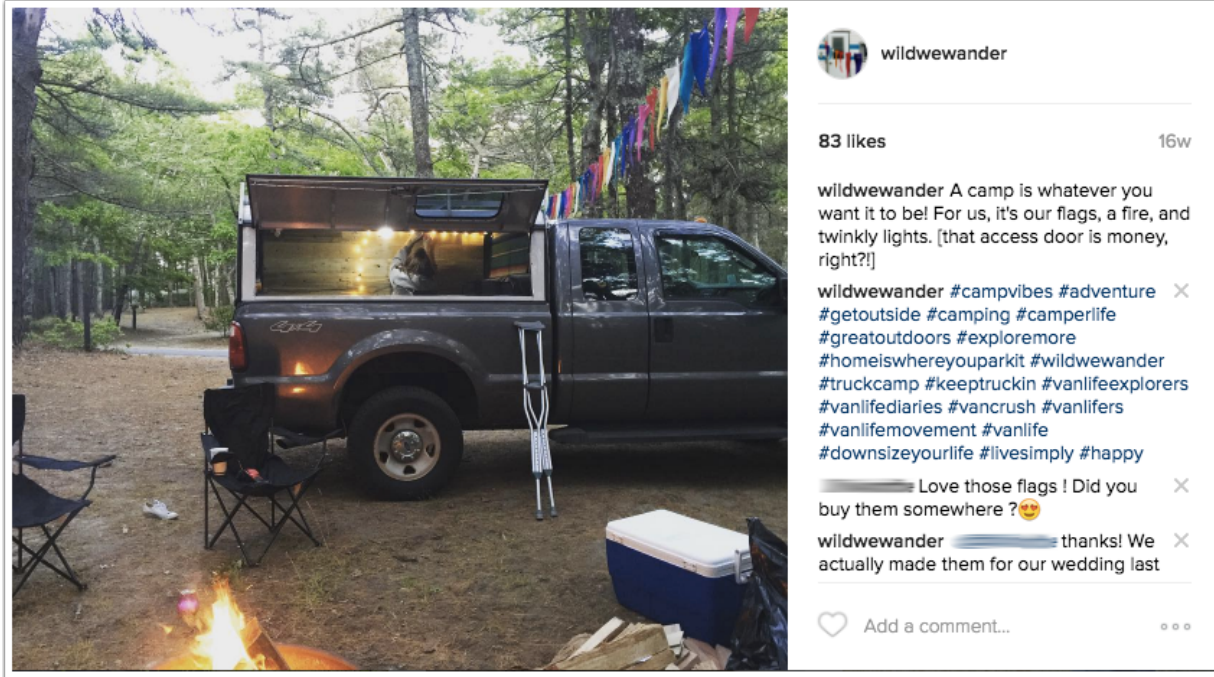 wildwewander
83 likes
16w
wildwewander A camp is whatever you
want it to be! For us, it's our flags, a fire, and
twinkly lights. [that access door is money,
right?!]
wildwewander #campvibes #adventure
#getoutside #camping #camperlife
#greatoutdoors #exploremore
#homeiswhereyouparkit #wildwewander
#truckcamp #keeptruckin #vanlifeexplorers
#vanlifediaries #vancrush #vanlifers
#vanlifemovement #vanlife
#downsizeyourlife #livesimply #happy
Love those flags ! Did you
buy them somewhere ?😍
wildwewander thanks! We
actually made them for our wedding last
Add a comment...
4x4